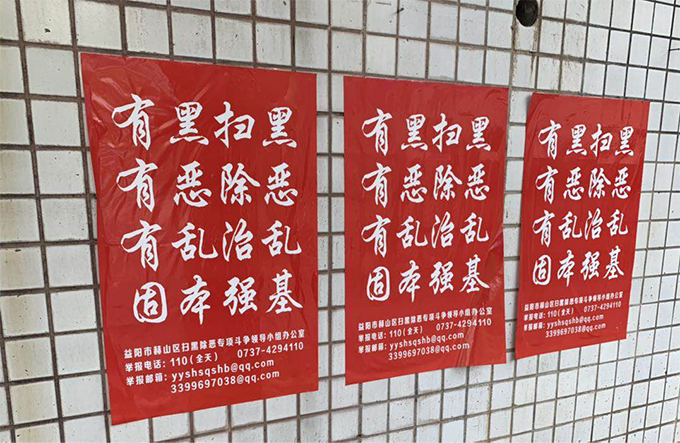 有黑扫黑
有恶除恶
有乱治乱
固本强基
益阳市赫山区扫黑除恶专项斗争领导小组办公室
举报电话：110(全天) 0737-4294110
举报邮箱：yyshsqshb@qq.com
3399697038@qq.com
有黑扫黑
有恶除恶
有乱治乱
固本强基
益阳市赫山区扫黑除恶专项斗争领导小组办公室
举报电话：110(全天) 0737-4294110
举报邮箱：yyshsqshb@qq.com
3399697038@qq.com
有黑扫黑
有恶除恶
有乱治乱
固本强基
益阳市赫山区扫黑除恶专项斗争领导小组办公室
举报电话：110(全天) 0737-4294110
举报邮箱：yyshsqshb@qq.com
3399697038@qq.com